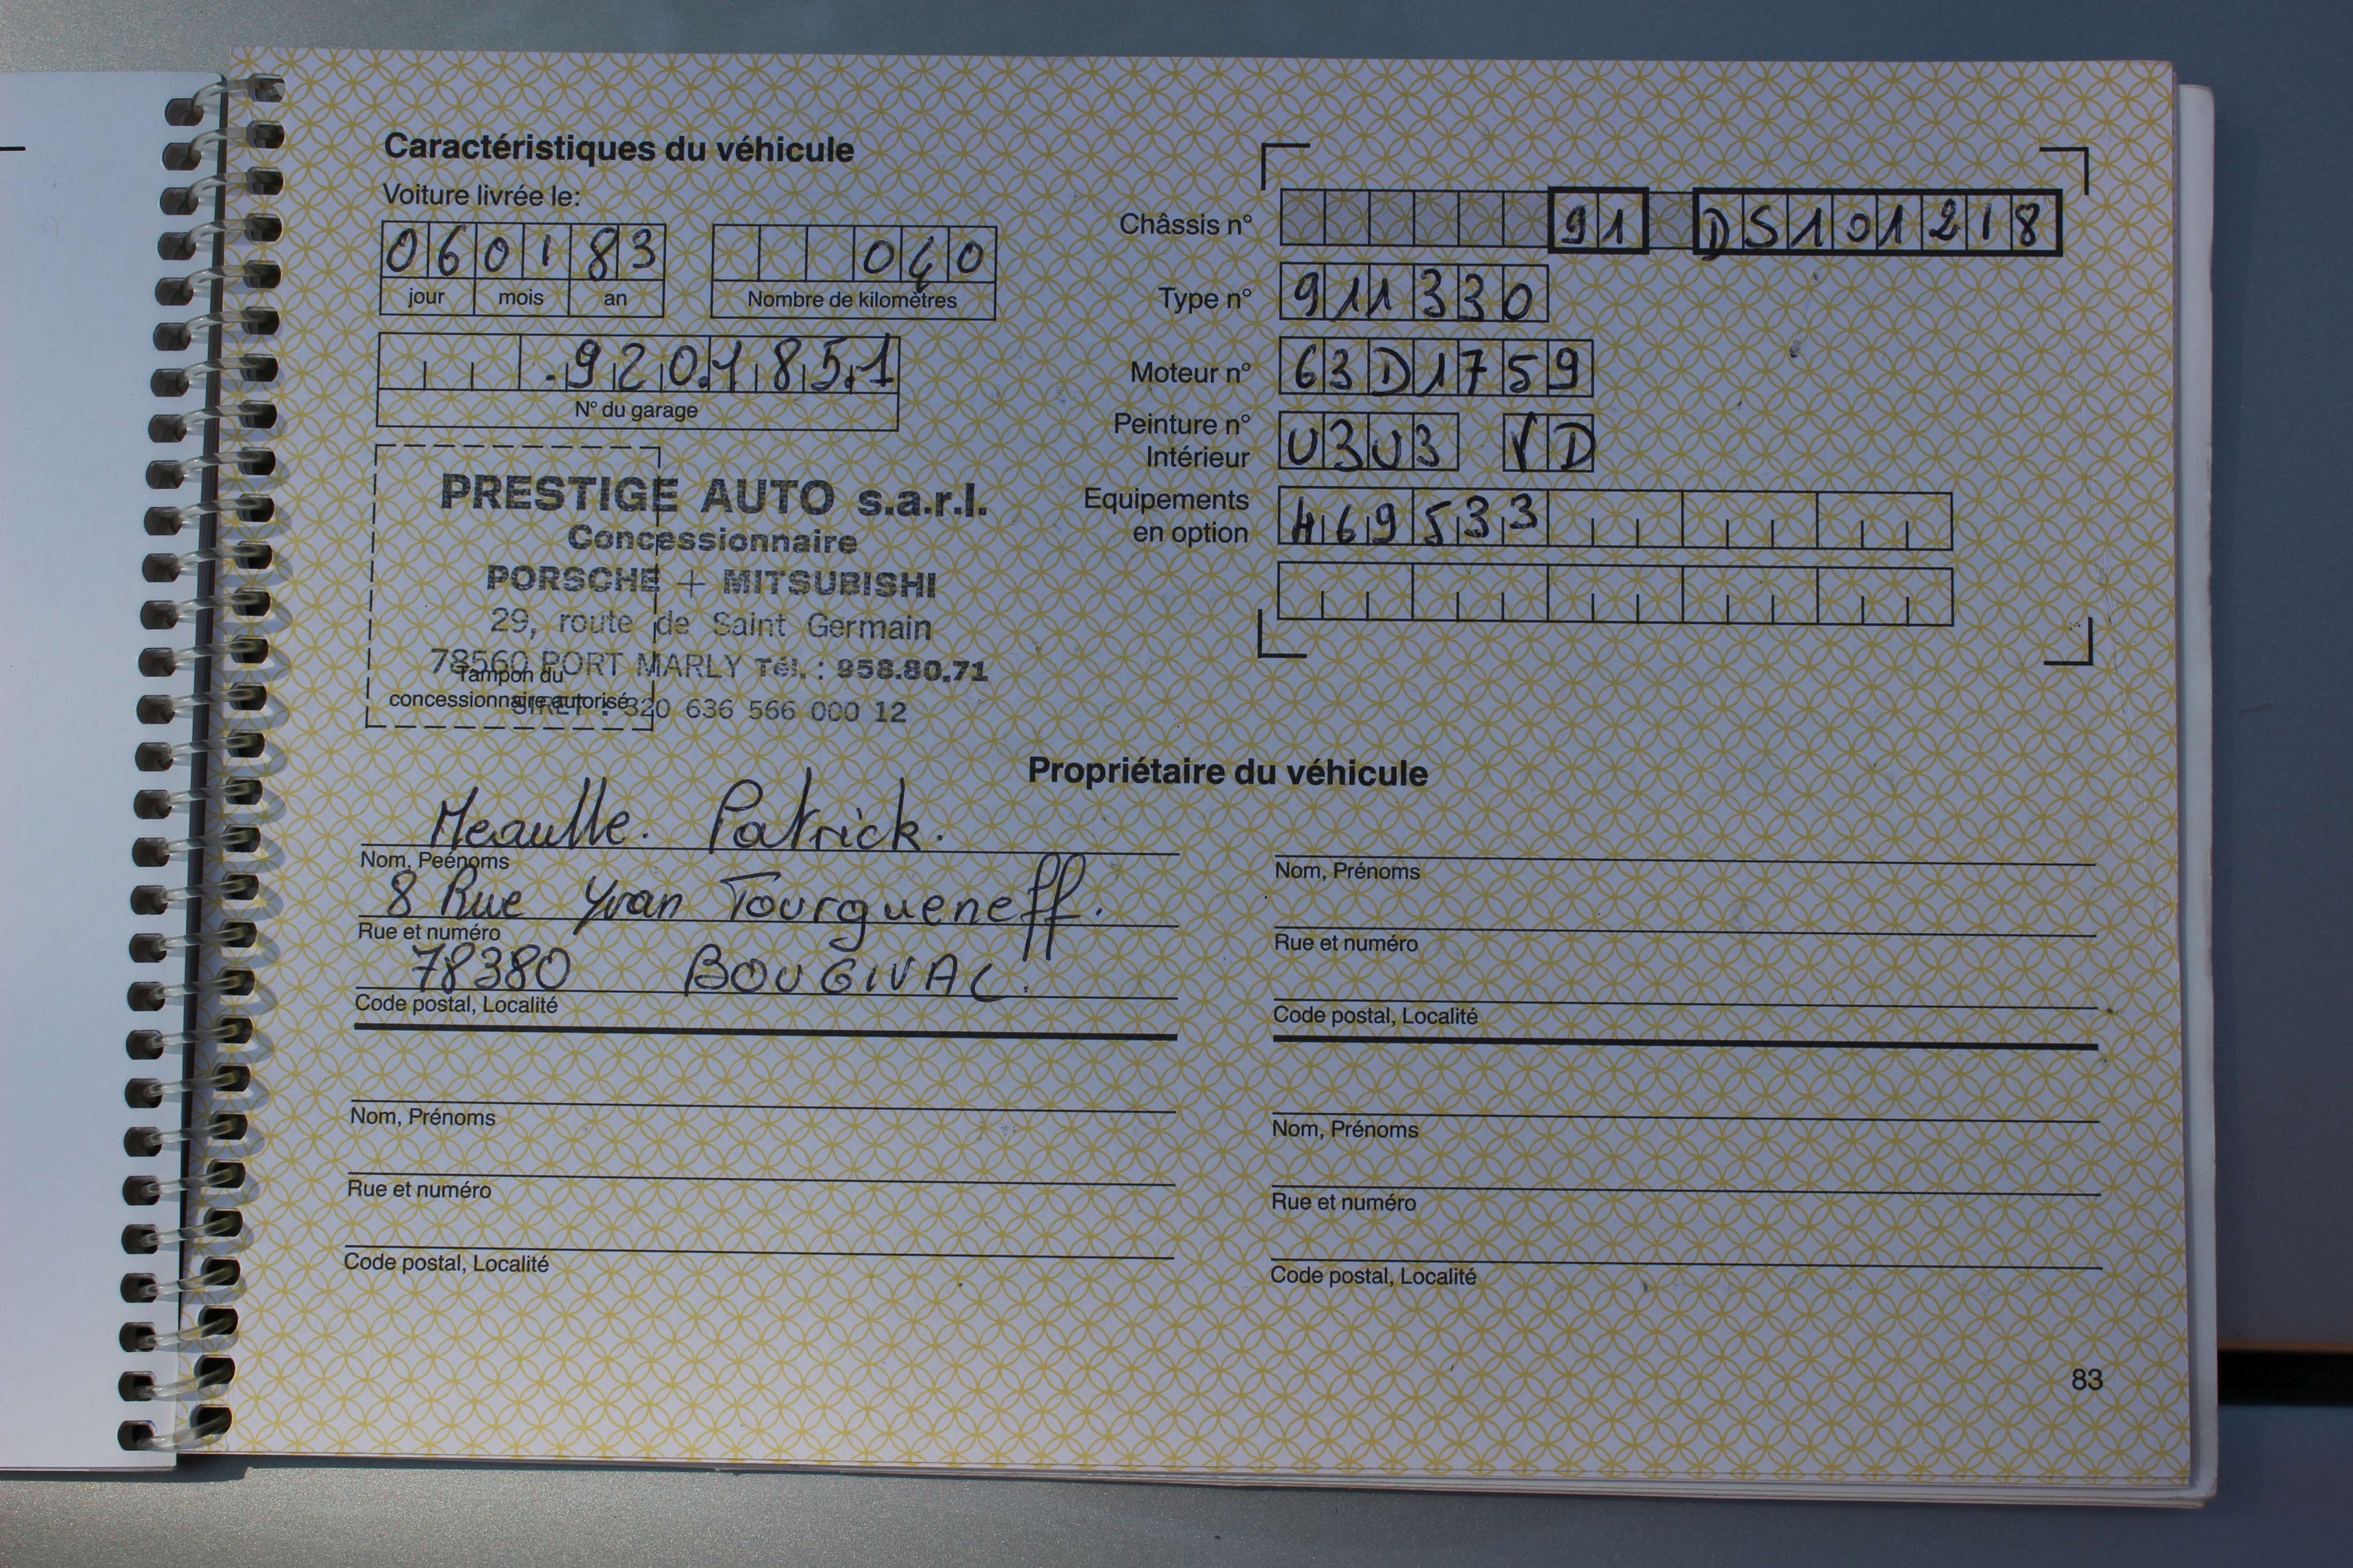 Caractéristiques du véhicule
Voiture livrée le:
060183
jour mois an
040
Nombre de kilomètres
.920.185.1
N° du garage
PRESTIGE AUTO s.a.r.l.
Concessionnaire
PORSCHE + MITSUBISHI
29, route de Saint Germain
78560 PORT MARLY Tél. : 958.80.71
Tampon du
concessionnaire autorisé
SIRET : 320 636 566 000 12
Châssis n° 91 DS101218
Type n° 911330
Moteur n° 63D1759
Peinture n°
Intérieur
U3U3 VD
Equipements
en option
469533
Propriétaire du véhicule
Meaulle. Patrick.
Nom, Peénoms
8 Rue Yvan Tourgueneff.
Rue et numéro
78380 BOUGIVAL.
Code postal, Localité
Nom, Prénoms
Rue et numéro
Code postal, Localité
Nom, Prénoms
Rue et numéro
Code postal, Localité
Nom, Prénoms
Rue et numéro
Code postal, Localité
83